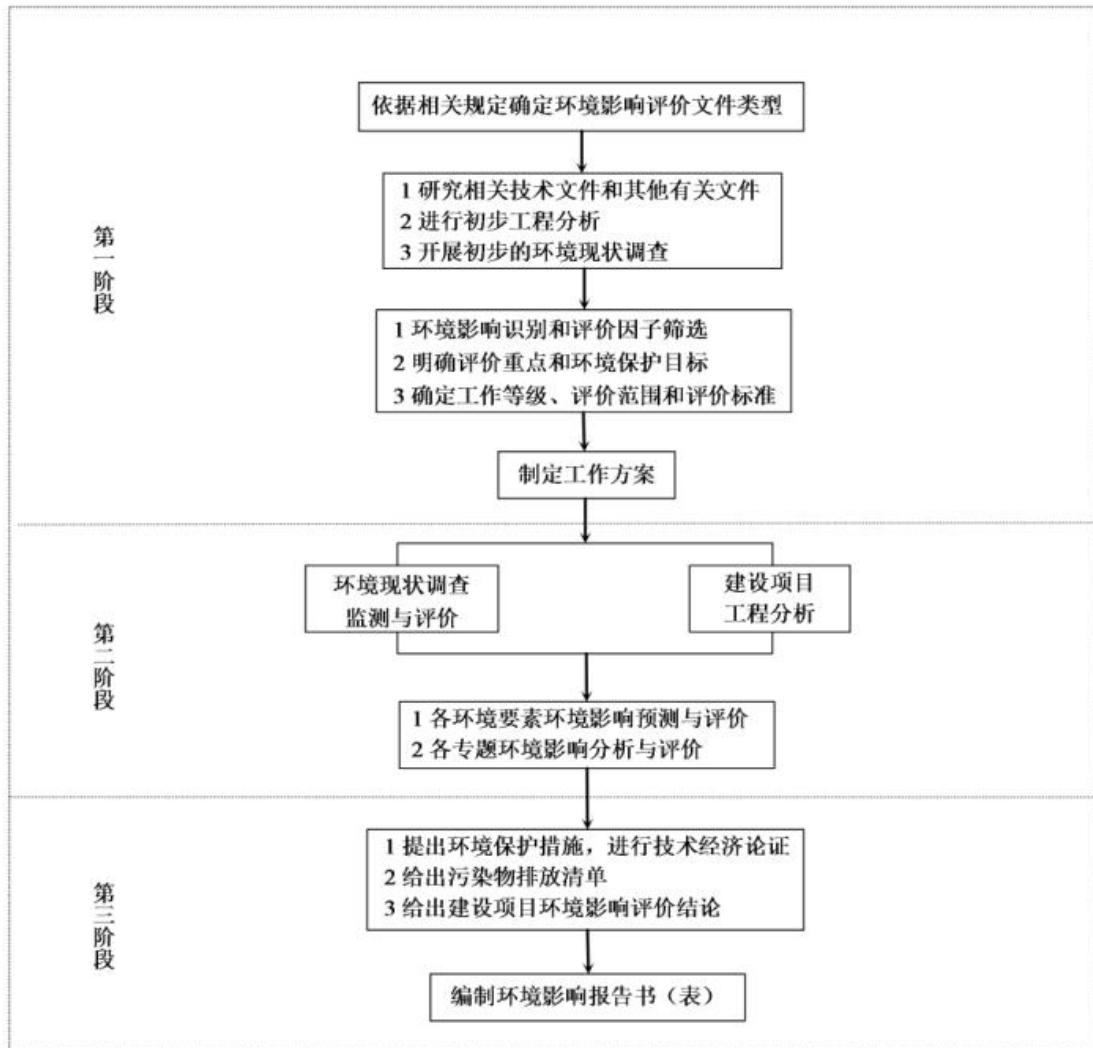 依据相关规定确定环境影响评价文件类型
1 研究相关技术文件和其他有关文件
2 进行初步工程分析
3 开展初步的环境现状调查
第一阶段
1 环境影响识别和评价因子筛选
2 明确评价重点和环境保护目标
3 确定工作等级、评价范围和评价标准
制定工作方案
环境现状调查
监测与评价
建设项目
工程分析
第二阶段
1 各环境要素环境影响预测与评价
2 各专题环境影响分析与评价
1 提出环境保护措施，进行技术经济论证
2 给出污染物排放清单
3 给出建设项目环境影响评价结论
第三阶段
编制环境影响报告书（表）